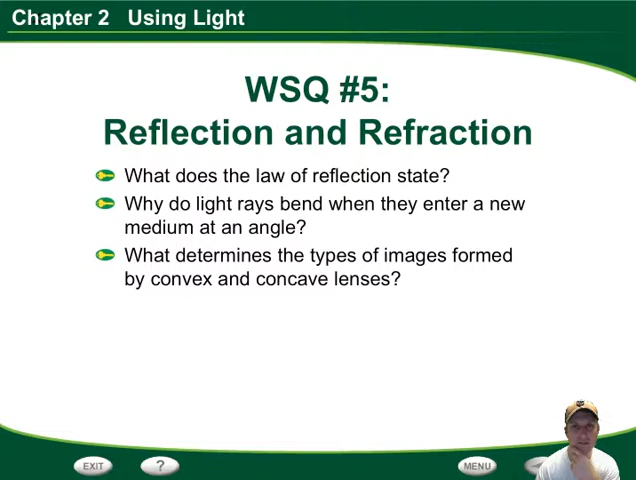 Chapter 2 Using Light
WSQ #5:
Reflection and Refraction
What does the law of reflection state?
Why do light rays bend when they enter a new
medium at an angle?
What determines the types of images formed
by convex and concave lenses?
EXIT
?
MENU